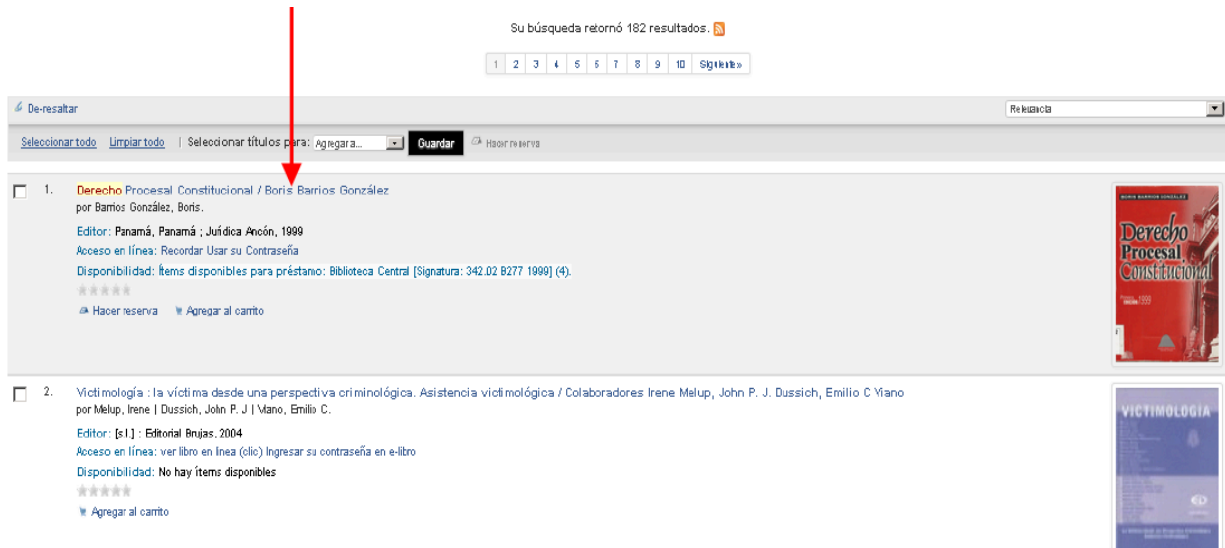 Su búsqueda retornó 182 resultados.
1 2 3 4 5 6 7 8 9 10 Siguiente»
De-resaltar
Relevancia
Seleccionar todo Limpiar todo | Seleccionar títulos para: Agregar a... Guardar Hacer reserva
1. Derecho Procesal Constitucional / Boris Barrios González
por Barrios González, Boris.
Editor: Panamá, Panamá ; Jurídica Ancón, 1999
Acceso en línea: Recordar Usar su Contraseña
Disponibilidad: Ítems disponibles para préstamo: Biblioteca Central [Signatura: 342.02 B277 1999] (4).
Hacer reserva Agregar al carrito
BORIS BARRIOS GONZÁLEZ
Derecho
Procesal
Constitucional
1999
2. Victimología : la víctima desde una perspectiva criminológica. Asistencia victimológica / Colaboradores Irene Melup, John P. J. Dussich, Emilio C Viano
por Melup, Irene | Dussich, John P. J | Viano, Emilio C.
Editor: [s.l.] : Editorial Brujas. 2004
Acceso en línea: ver libro en línea (clic) Ingresar su contraseña en e-libro
Disponibilidad: No hay ítems disponibles
Agregar al carrito
VICTIMOLOGIA